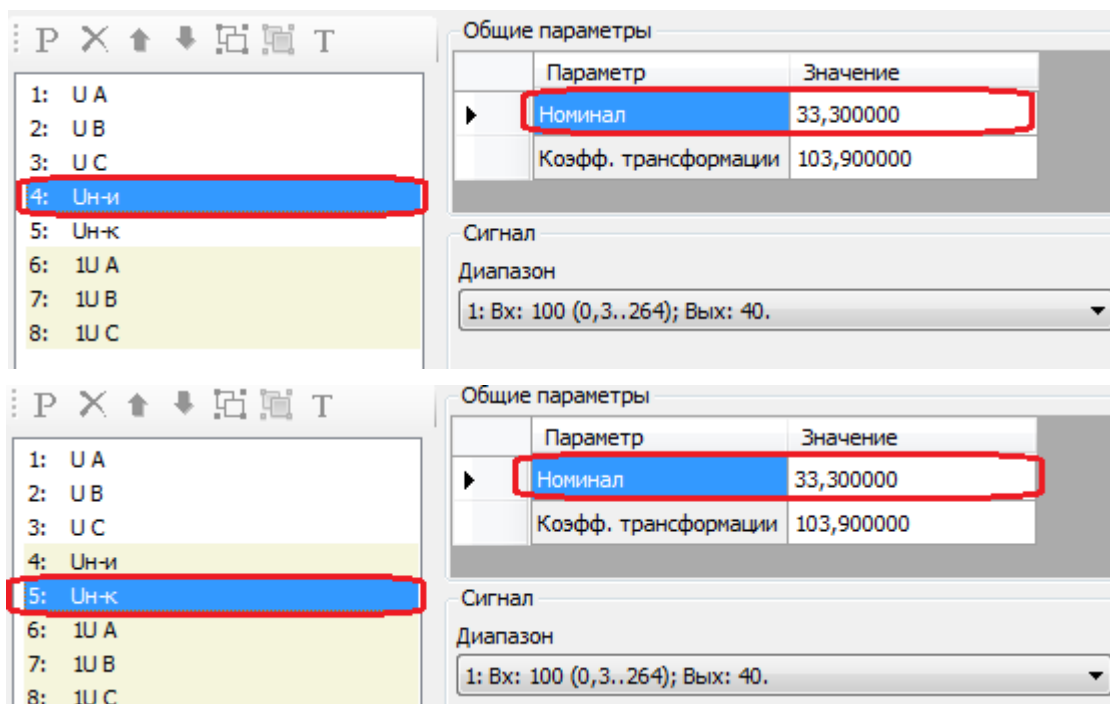 P T
1: U A
2: U B
3: U C
4: Uн-и
5: Uн-к
6: 1U A
7: 1U B
8: 1U C
Общие параметры
Параметр Значение
Номинал 33,300000
Коэфф. трансформации 103,900000
Сигнал
Диапазон
1: Вх: 100 (0,3..264); Вых: 40.
P T
1: U A
2: U B
3: U C
4: Uн-и
5: Uн-к
6: 1U A
7: 1U B
8: 1U C
Общие параметры
Параметр Значение
Номинал 33,300000
Коэфф. трансформации 103,900000
Сигнал
Диапазон
1: Вх: 100 (0,3..264); Вых: 40.